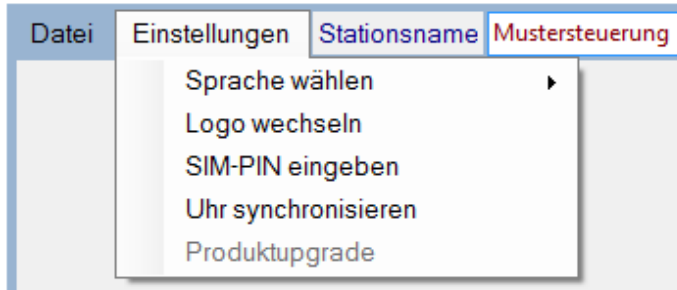 Datei Einstellungen Stationsname Mustersteuerung
Sprache wählen
Logo wechseln
SIM-PIN eingeben
Uhr synchronisieren
Produktupgrade